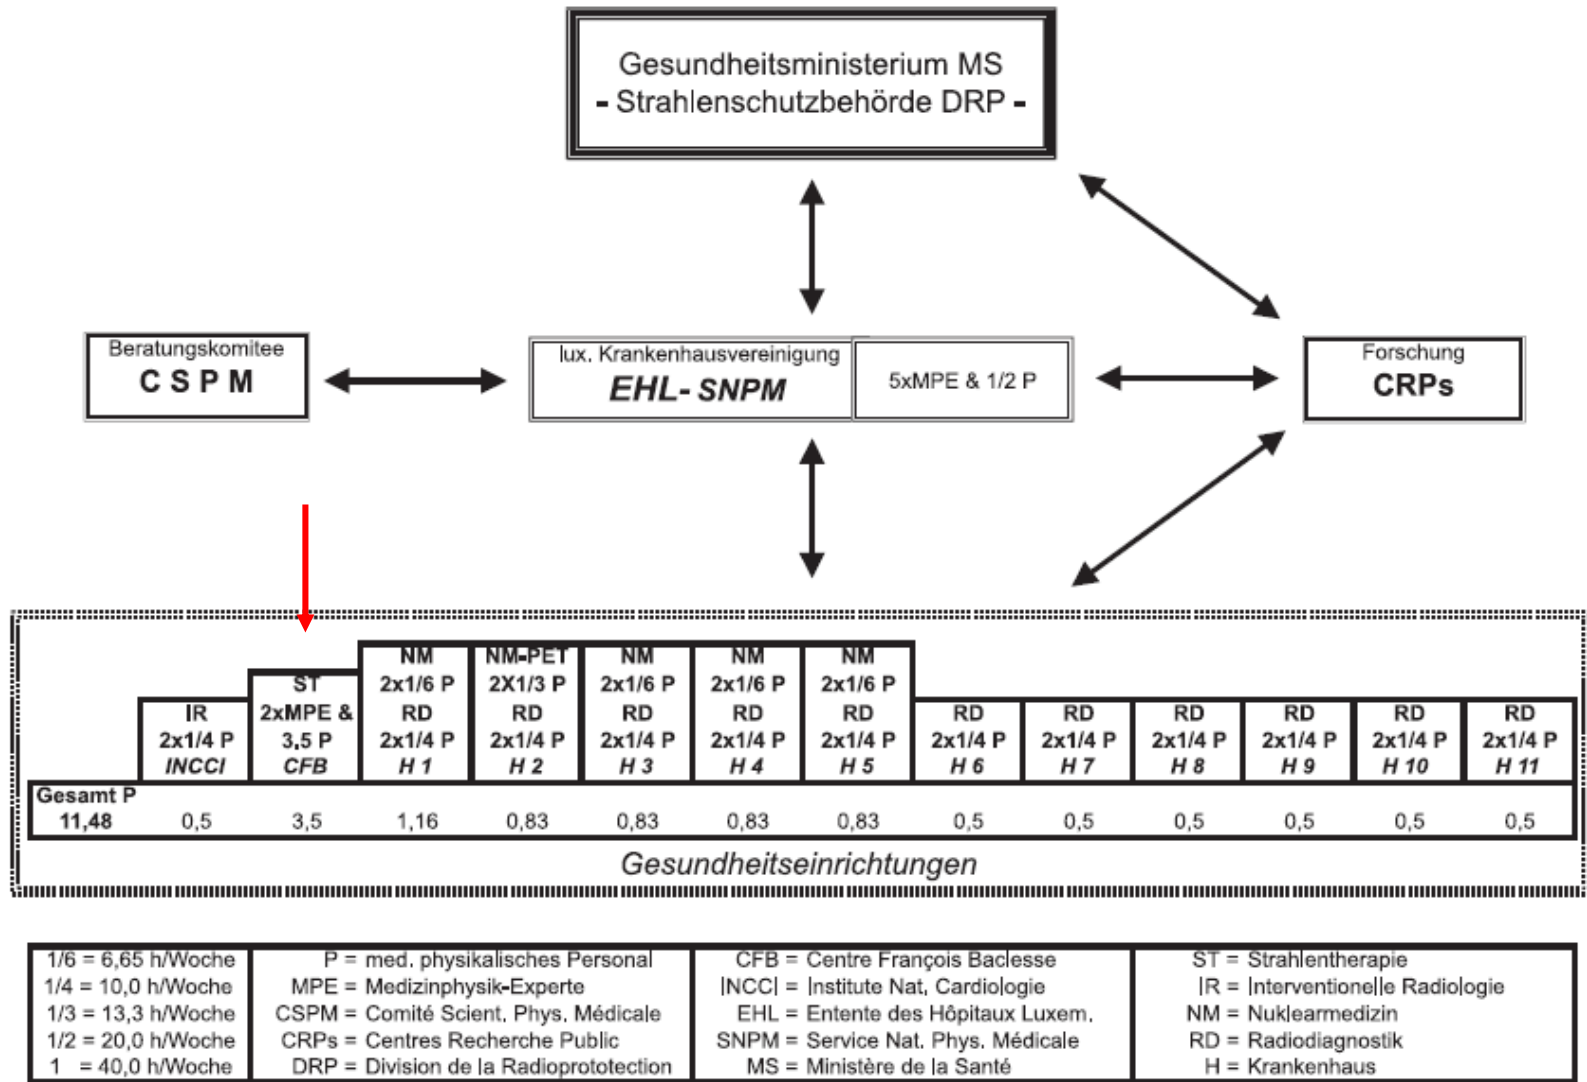 Gesundheitsministerium MS
- Strahlenschutzbehörde DRP -
Beratungskomitee
CSPM
lux. Krankenhausvereinigung
EHL- SNPM
5xMPE & 1/2 P
Forschung
CRPs
IR
2x1/4 P
INCCI
ST
2xMPE &
3,5 P
CFB
NM
2x1/6 P
RD
2x1/4 P
H 1
NM-PET
2X1/3 P
RD
2x1/4 P
H 2
NM
2x1/6 P
RD
2x1/4 P
H 3
NM
2x1/6 P
RD
2x1/4 P
H 4
NM
2x1/6 P
RD
2x1/4 P
H 5
RD
2x1/4 P
H 6
RD
2x1/4 P
H 7
RD
2x1/4 P
H 8
RD
2x1/4 P
H 9
RD
2x1/4 P
H 10
RD
2x1/4 P
H 11
Gesamt P
11,48 0,5 3,5 1,16 0,83 0,83 0,83 0,83 0,5 0,5 0,5 0,5 0,5 0,5
Gesundheitseinrichtungen
1/6 = 6,65 h/Woche
1/4 = 10,0 h/Woche
1/3 = 13,3 h/Woche
1/2 = 20,0 h/Woche
1 = 40,0 h/Woche
P = med. physikalisches Personal
MPE = Medizinphysik-Experte
CSPM = Comité Scient. Phys. Médicale
CRPs = Centres Recherche Public
DRP = Division de la Radioprototection
CFB = Centre François Baclesse
INCCI = Institute Nat. Cardiologie
EHL = Entente des Hôpitaux Luxem.
SNPM = Service Nat. Phys. Médicale
MS = Ministère de la Santé
ST = Strahlentherapie
IR = Interventionelle Radiologie
NM = Nuklearmedizin
RD = Radiodiagnostik
H = Krankenhaus